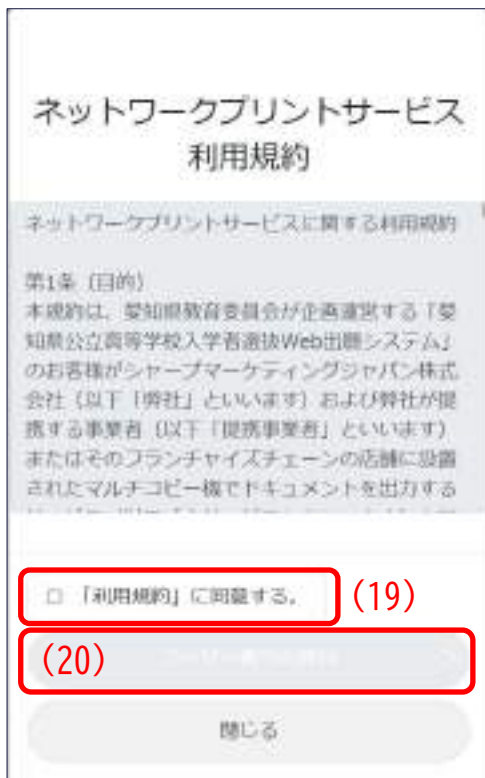 ネットワークプリントサービス
利用規約
ネットワークプリントサービスに関する利用規約
第1条（目的）
本規約は、愛知県教育委員会が企画運営する「愛
知県公立高等学校入学者選抜Web出願システム」
のお客様がシャープマーケティングジャパン株式
会社（以下「弊社」といいます）および弊社が提
携する事業者（以下「提携事業者」といいます）
またはそのフランチャイズチェーンの店舗に設置
されたマルチコピー機でドキュメントを出力する
□ 「利用規約」に同意する。 (19)
(20)
閉じる